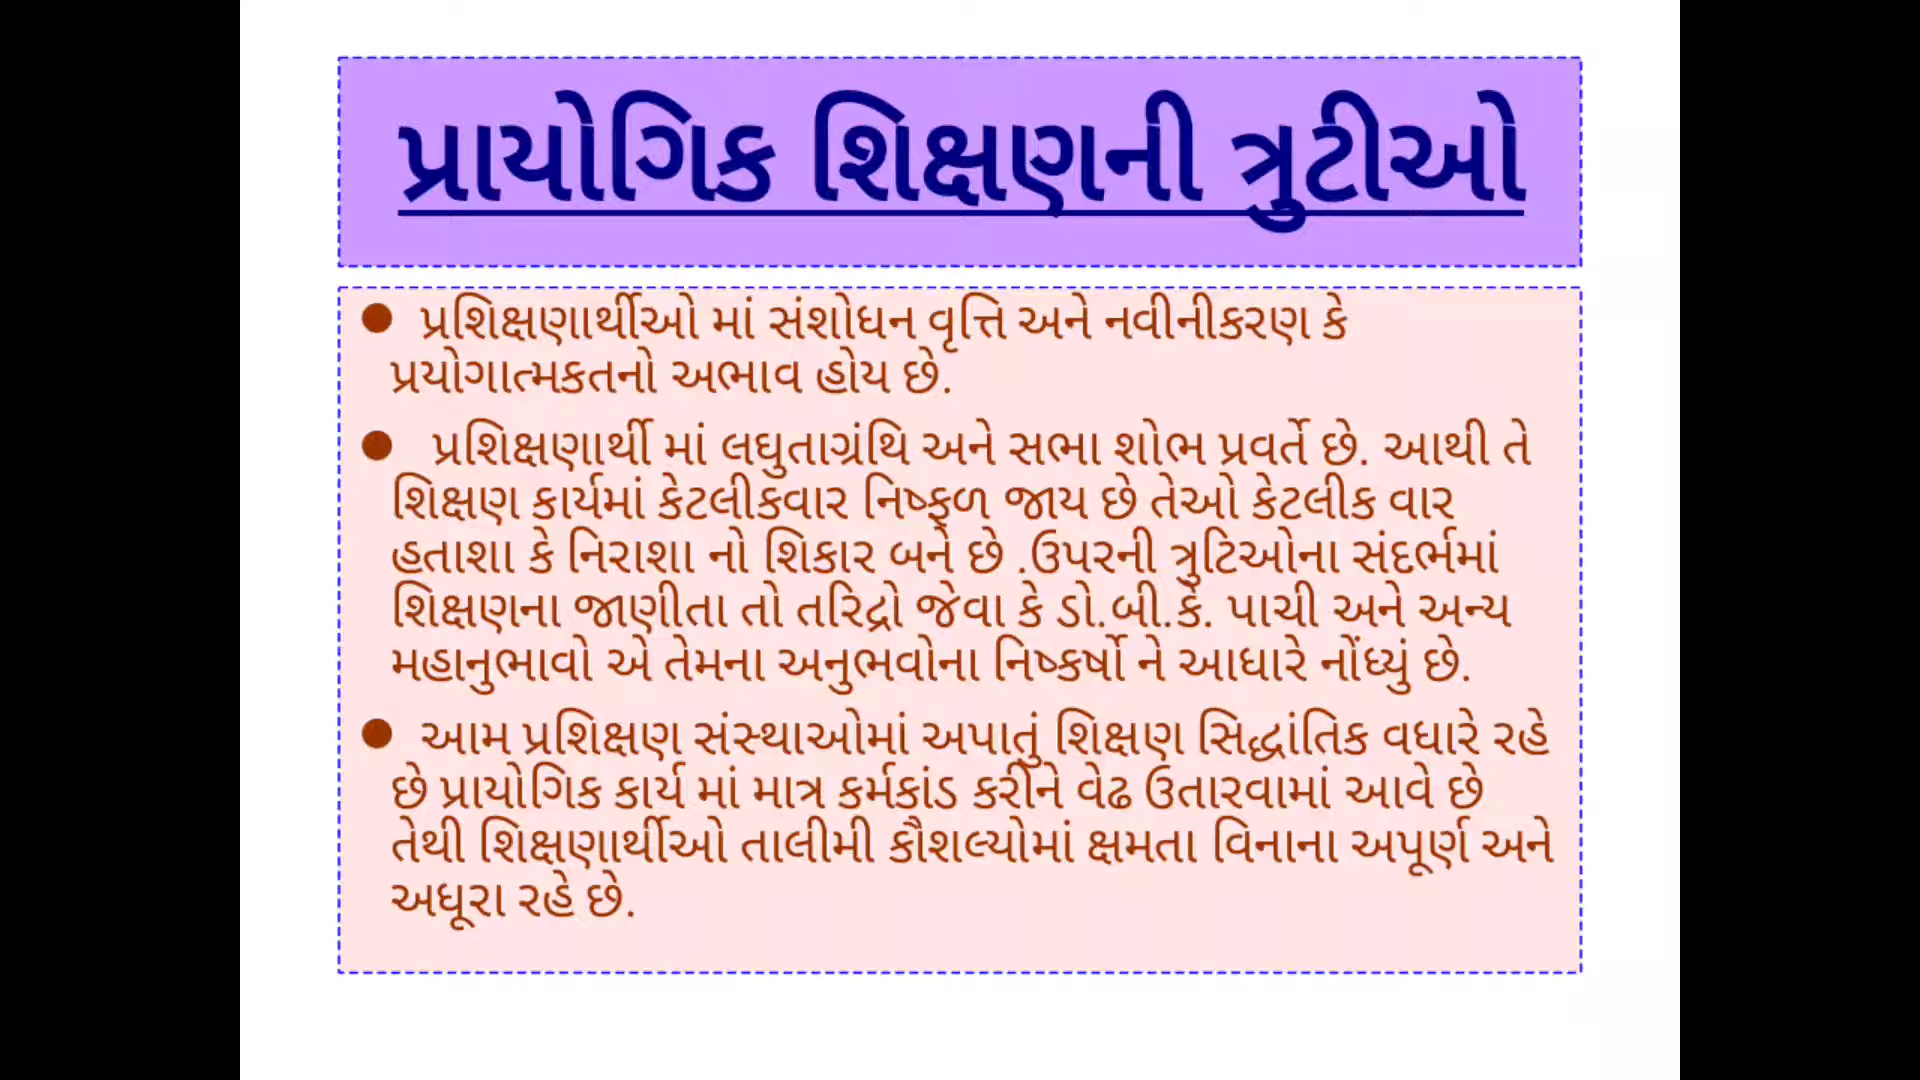 પ્રાયોગિક શિક્ષણની ત્રુટીઓ
● પ્રશિક્ષણાર્થીઓ માં સંશોધન વૃત્તિ અને નવીનીકરણ કે
પ્રયોગાત્મકતનો અભાવ હોય છે.
● પ્રશિક્ષણાર્થી માં લઘુતાગ્રંથિ અને સભા શોભ પ્રવર્તે છે. આથી તે
શિક્ષણ કાર્યમાં કેટલીકવાર નિષ્ફળ જાય છે તેઓ કેટલીક વાર
હતાશા કે નિરાશા નો શિકાર બને છે .ઉપરની ત્રુટિઓના સંદર્ભમાં
શિક્ષણના જાણીતા તો તરિદ્રો જેવા કે ડો.બી.કે. પાચી અને અન્ય
મહાનુભાવો એ તેમના અનુભવોના નિષ્કર્ષો ને આધારે નોંધ્યું છે.
● આમ પ્રશિક્ષણ સંસ્થાઓમાં અપાતું શિક્ષણ સિદ્ધાંતિક વધારે રહે
છે પ્રાયોગિક કાર્ય માં માત્ર કર્મકાંડ કરીને વેઢ ઉતારવામાં આવે છે
તેથી શિક્ષણાર્થીઓ તાલીમી કૌશલ્યોમાં ક્ષમતા વિનાના અપૂર્ણ અને
અધૂરા રહે છે.